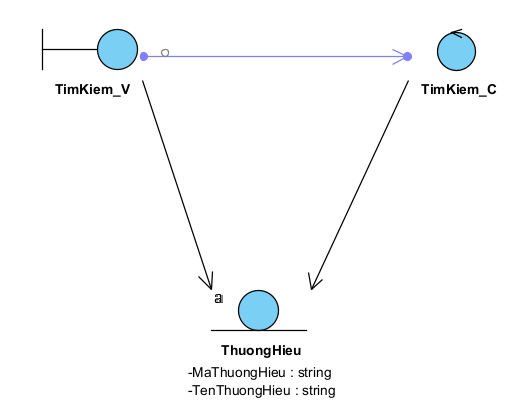 TimKiem_V
TimKiem_C
a
ThuongHieu
-MaThuongHieu : string
-TenThuongHieu : string